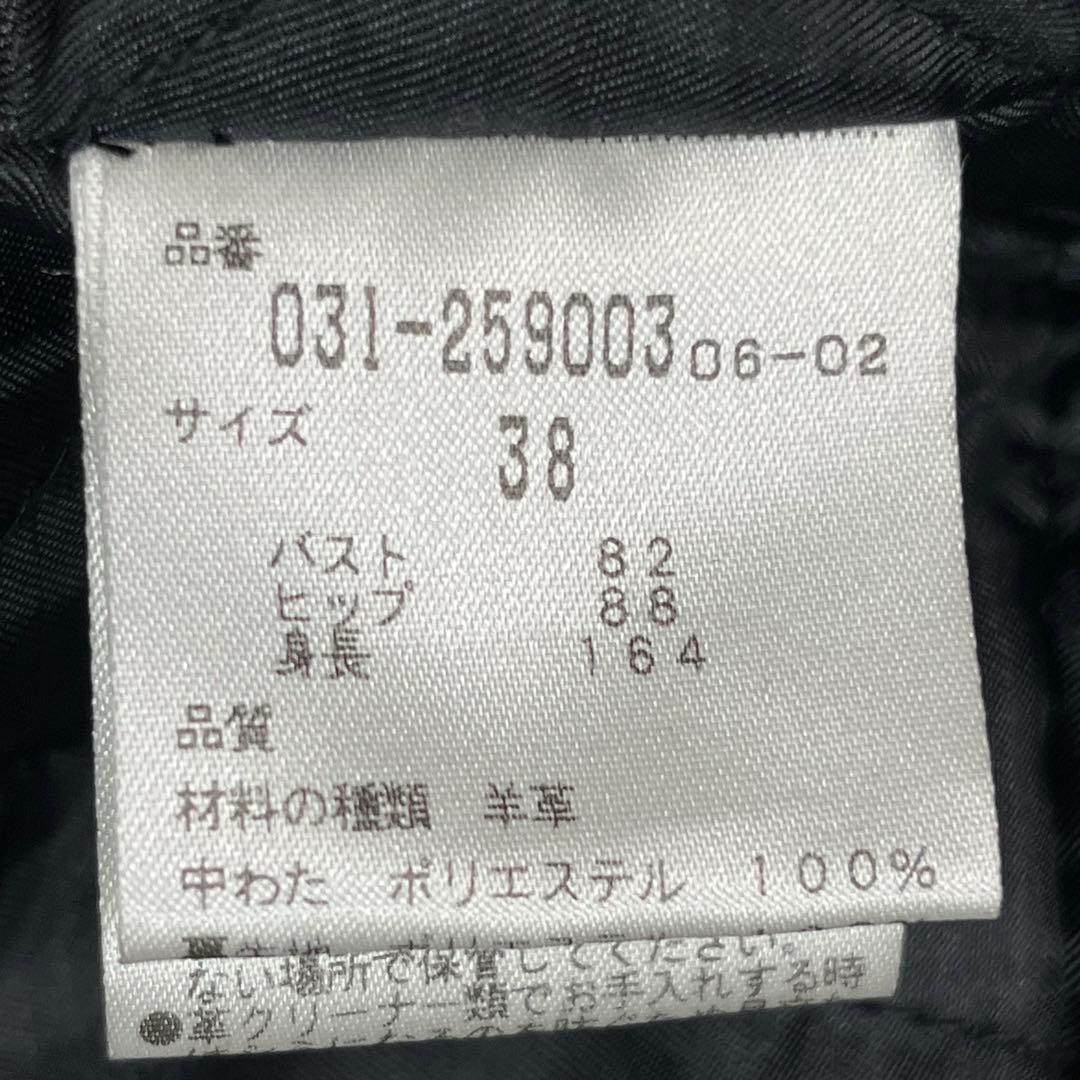 品番
031-259003 06-02
サイズ 38
バスト 82
ヒップ 88
身長 164
品質
材料の種類 羊革
中わた ポリエステル 100%
ない場所で保管してください。
●革クリーナー類でお手入れする時